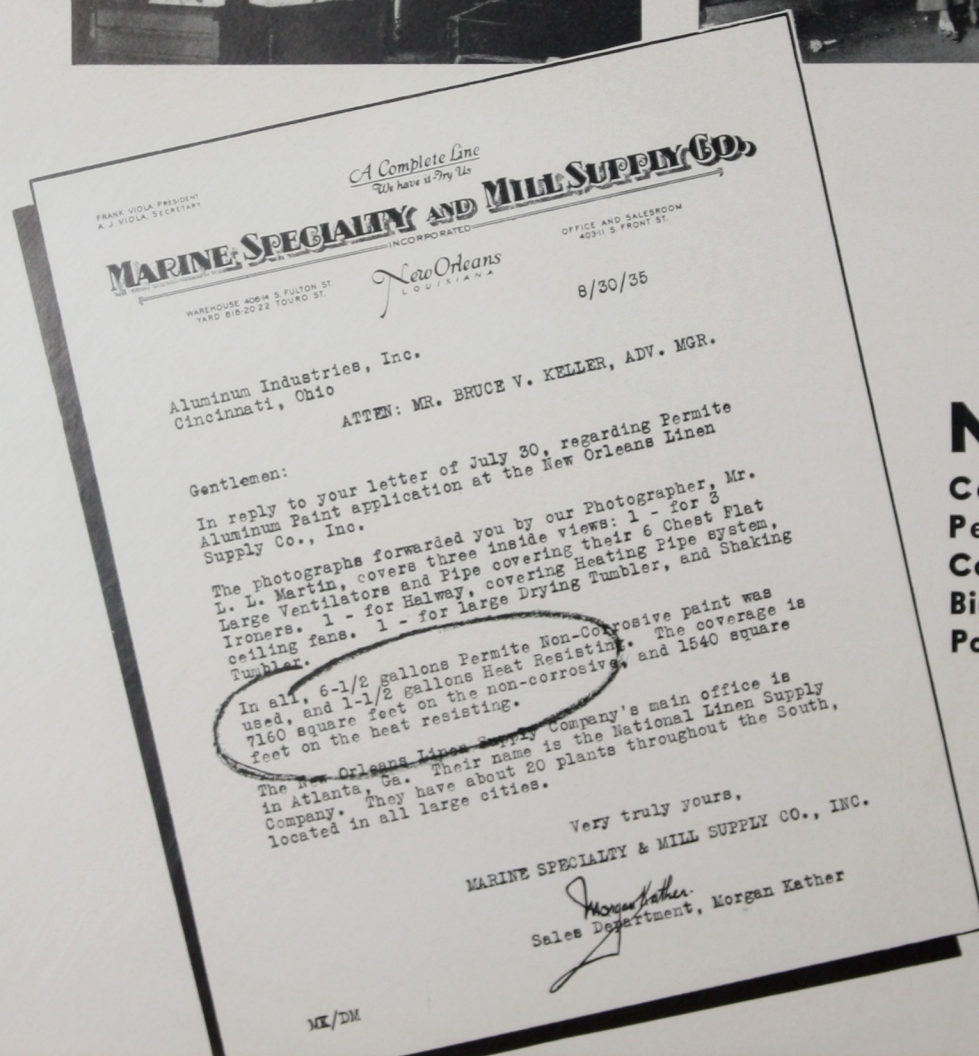 FRANK VIOLA, PRESIDENT
A. J. VIOLA, SECRETARY
A Complete Line
We have it-Try Us
MARINE SPECIALTY AND MILL SUPPLY CO.,
INCORPORATED
WAREHOUSE 406-14 S. FULTON ST.
YARD 818-20-22 TOURO ST.
New Orleans
LOUISIANA
OFFICE AND SALESROOM
403-11 S. FRONT ST.
8/30/35
Aluminum Industries, Inc.
Cincinnati, Ohio
ATTEN: MR. BRUCE V. KELLER, ADV. MGR.
Gentlemen:
In reply to your letter of July 30, regarding Permite
Aluminum Paint application at the New Orleans Linen
Supply Co., Inc.
The photographs forwarded you by our Photographer, Mr.
L. L. Martin, covers three inside views: 1 - for 3
Large Ventilators and Pipe covering their 6 Chest Flat
Ironers. 1 - for Halway, covering Heating Pipe system,
ceiling fans. 1 - for large Drying Tumbler, and Shaking
Tumbler.
In all, 6-1/2 gallons Permite Non-Corrosive paint was
used, and 1-1/2 gallons Heat Resisting. The coverage is
7160 square feet on the non-corrosive, and 1540 square
feet on the heat resisting.
The New Orleans Linen Supply Company's main office is
in Atlanta, Ga. Their name is the National Linen Supply
Company. They have about 20 plants throughout the South,
located in all large cities.
Very truly yours,
MARINE SPECIALTY & MILL SUPPLY CO., INC.
Morgan Kather.
Sales Department, Morgan Kather
MK/DM
N
Co
Pe
Co
Bi
Pa